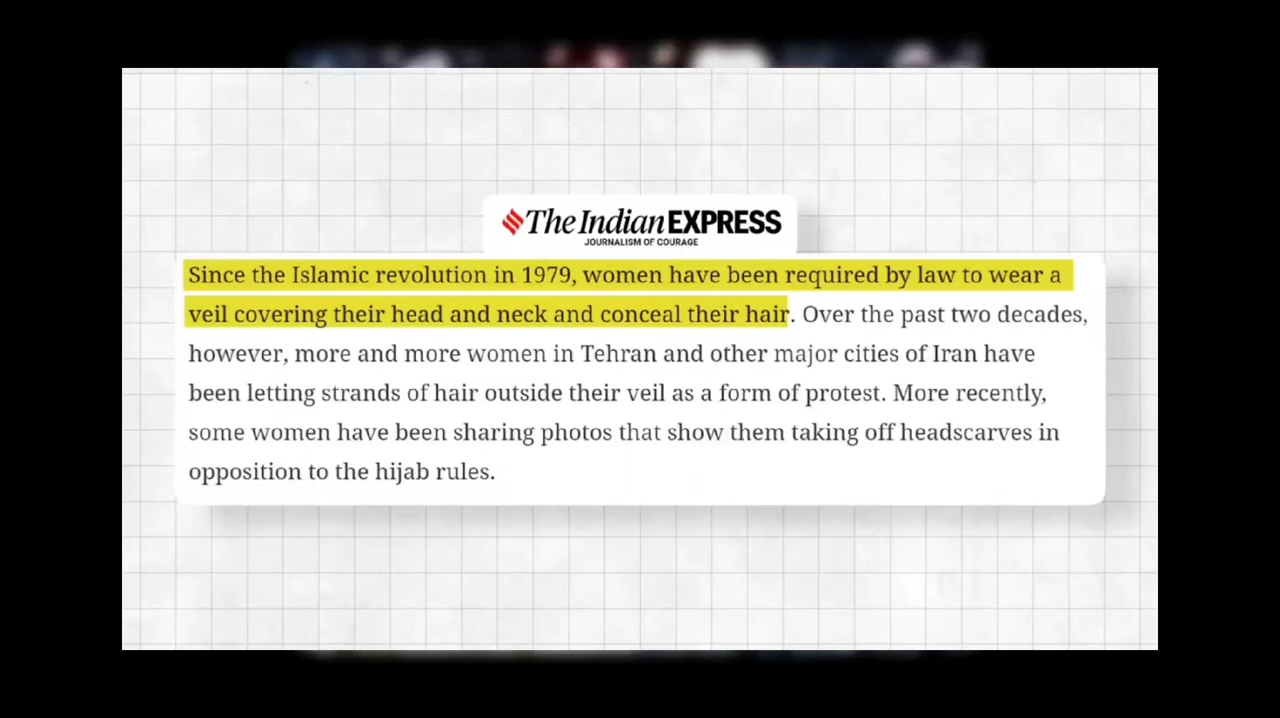 The Indian EXPRESS
JOURNALISM OF COURAGE
Since the Islamic revolution in 1979, women have been required by law to wear a
veil covering their head and neck and conceal their hair. Over the past two decades,
however, more and more women in Tehran and other major cities of Iran have
been letting strands of hair outside their veil as a form of protest. More recently,
some women have been sharing photos that show them taking off headscarves in
opposition to the hijab rules.